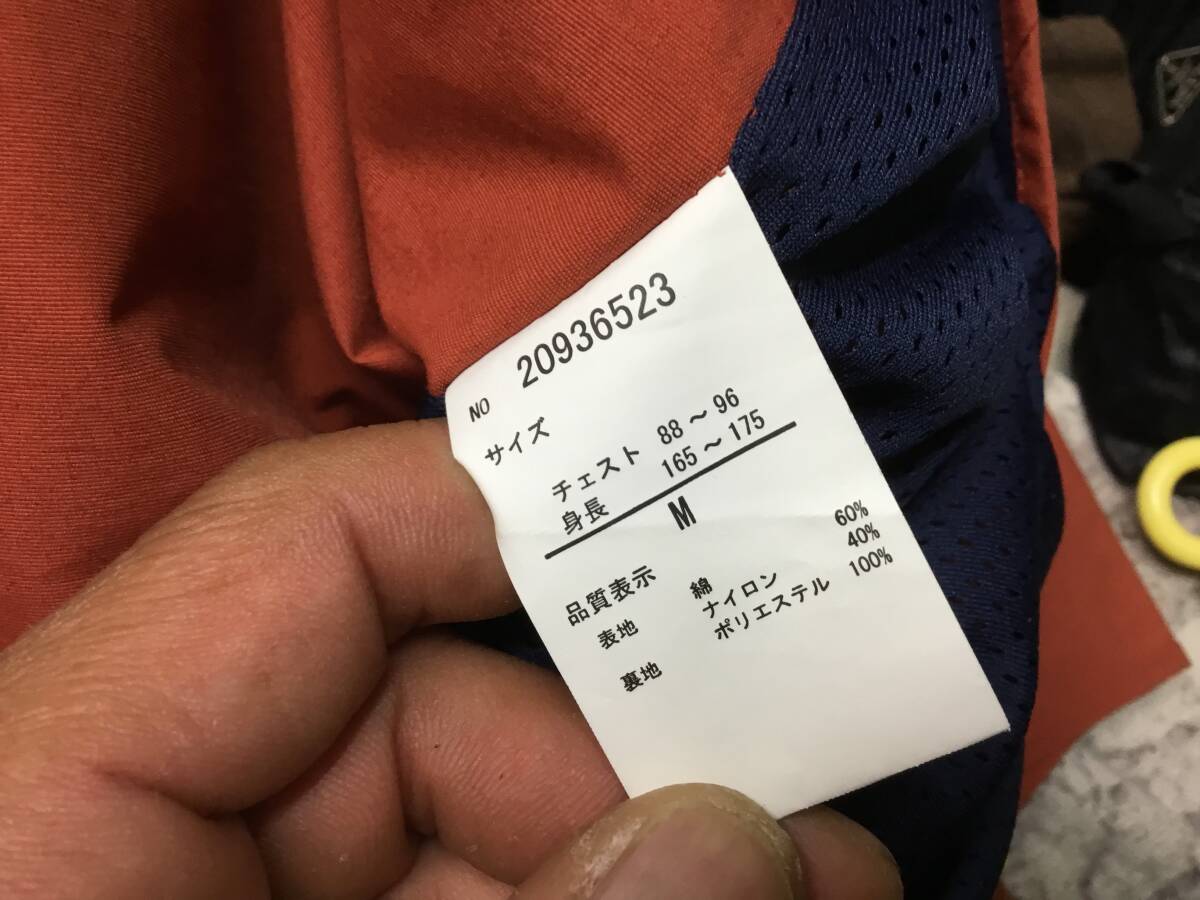 NO 20936523
サイズ
チェスト 88～96
身長 165～175
M
品質表示
表地 綿 60%
ナイロン 40%
裏地 ポリエステル 100%